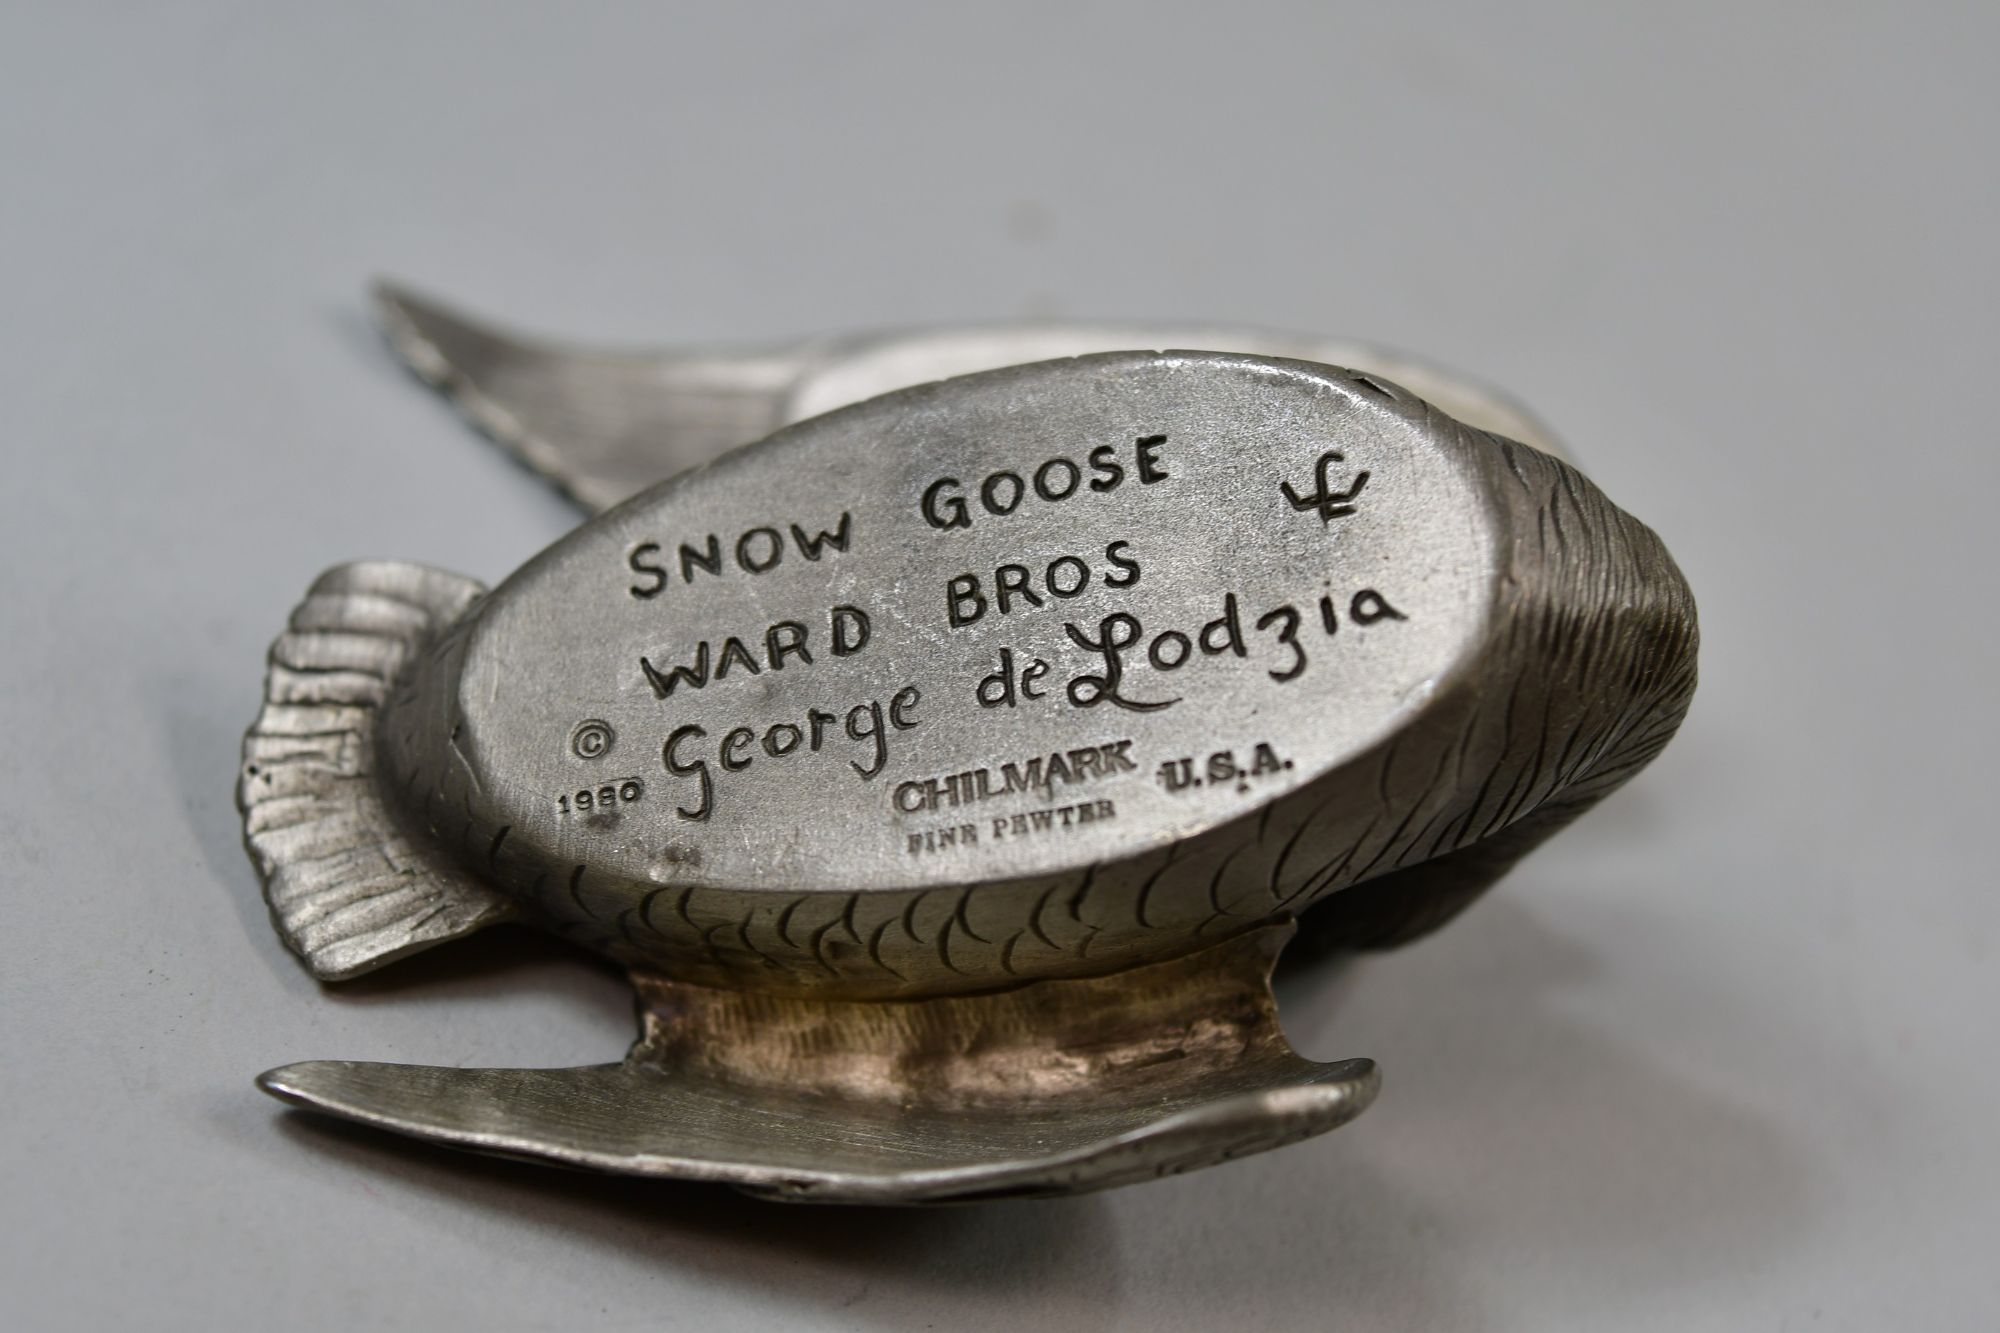 SNOW GOOSE
WARD BROS
© George de Lodzia
1980
CHILMARK U.S.A.
FINE PEWTER